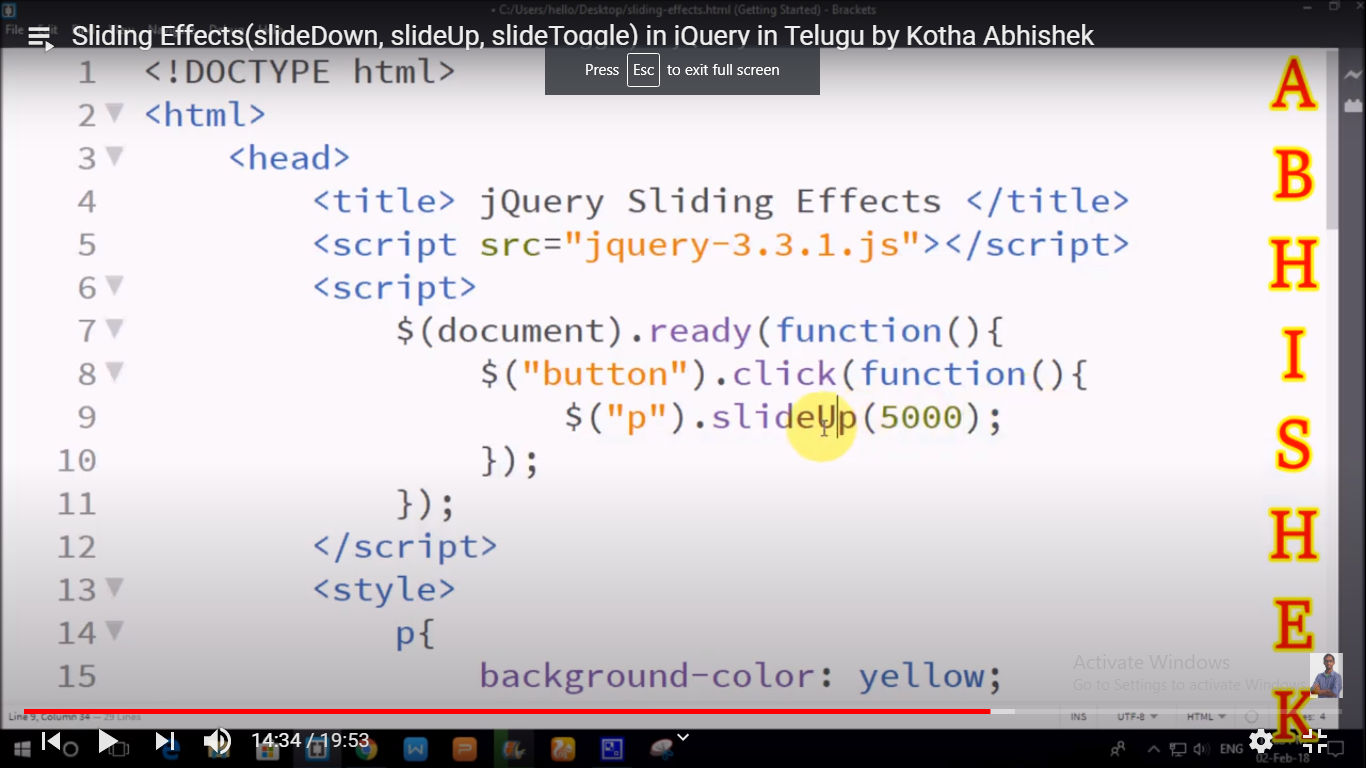 • C:/Users/hello/Desktop/sliding-effects.html (Getting Started) - Brackets
File
Sliding Effects(slideDown, slideUp, slideToggle) in jQuery in Telugu by Kotha Abhishek
Press Esc to exit full screen
1 <!DOCTYPE html>
2 <html>
3 <head>
4 <title> jQuery Sliding Effects </title>
5 <script src="jquery-3.3.1.js"></script>
6 <script>
7 $(document).ready(function(){
8 $("button").click(function(){
9 $("p").slideUp(5000);
10 });
11 });
12 </script>
13 <style>
14 p{
15 background-color: yellow;
A
B
H
I
S
H
E
K
Activate Windows
Go to Settings to activate Windows
Line 9, Column 34 — 29 Lines
INS UTF-8 HTML
14:34 / 19:53
ENG
02-Feb-18